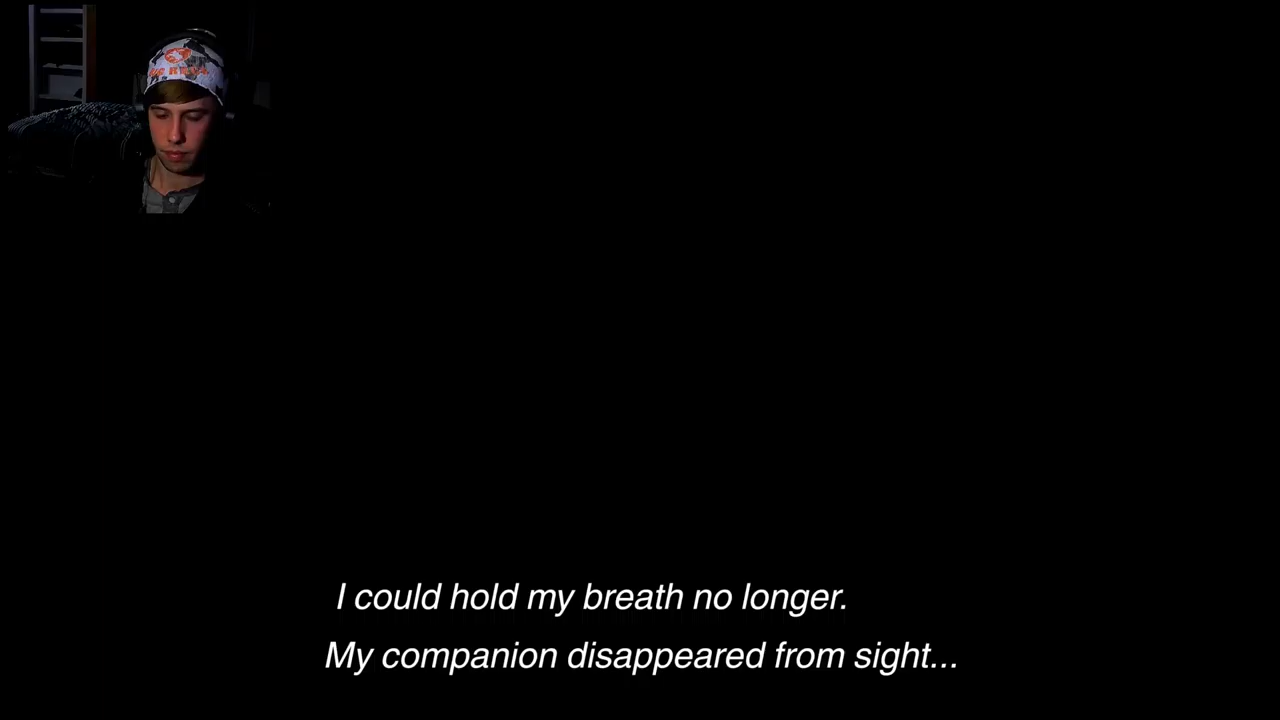 I could hold my breath no longer.
My companion disappeared from sight...